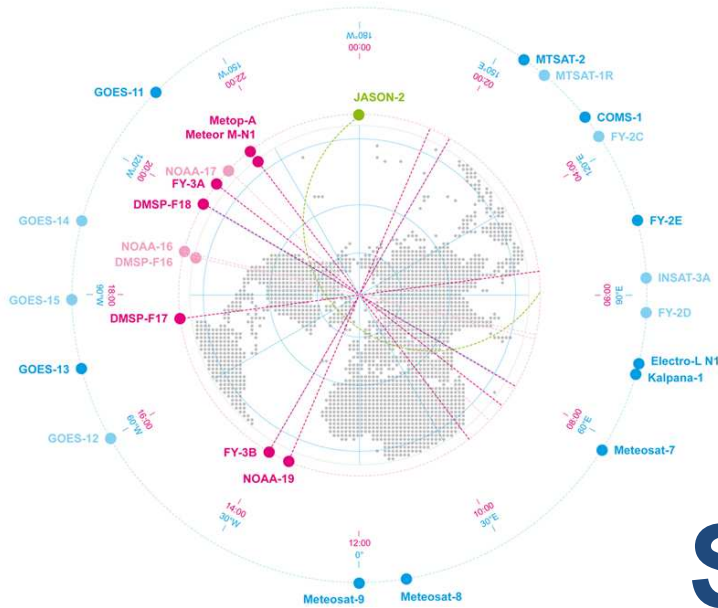 180°W
00:00
150°W
22:00
150°E
02:00
MTSAT-2
MTSAT-1R
GOES-11
JASON-2
COMS-1
FY-2C
Metop-A
Meteor M-N1
120°W
20:00
NOAA-17
FY-3A
120°E
04:00
DMSP-F18
GOES-14
FY-2E
NOAA-16
DMSP-F16
INSAT-3A
GOES-15
90°W
18:00
06:00
90°E
DMSP-F17
FY-2D
GOES-13
Electro-L N1
Kalpana-1
16:00
60°W
08:00
60°E
GOES-12
FY-3B
Meteosat-7
NOAA-19
14:00
30°W
10:00
30°E
12:00
0°
Meteosat-9
Meteosat-8
S